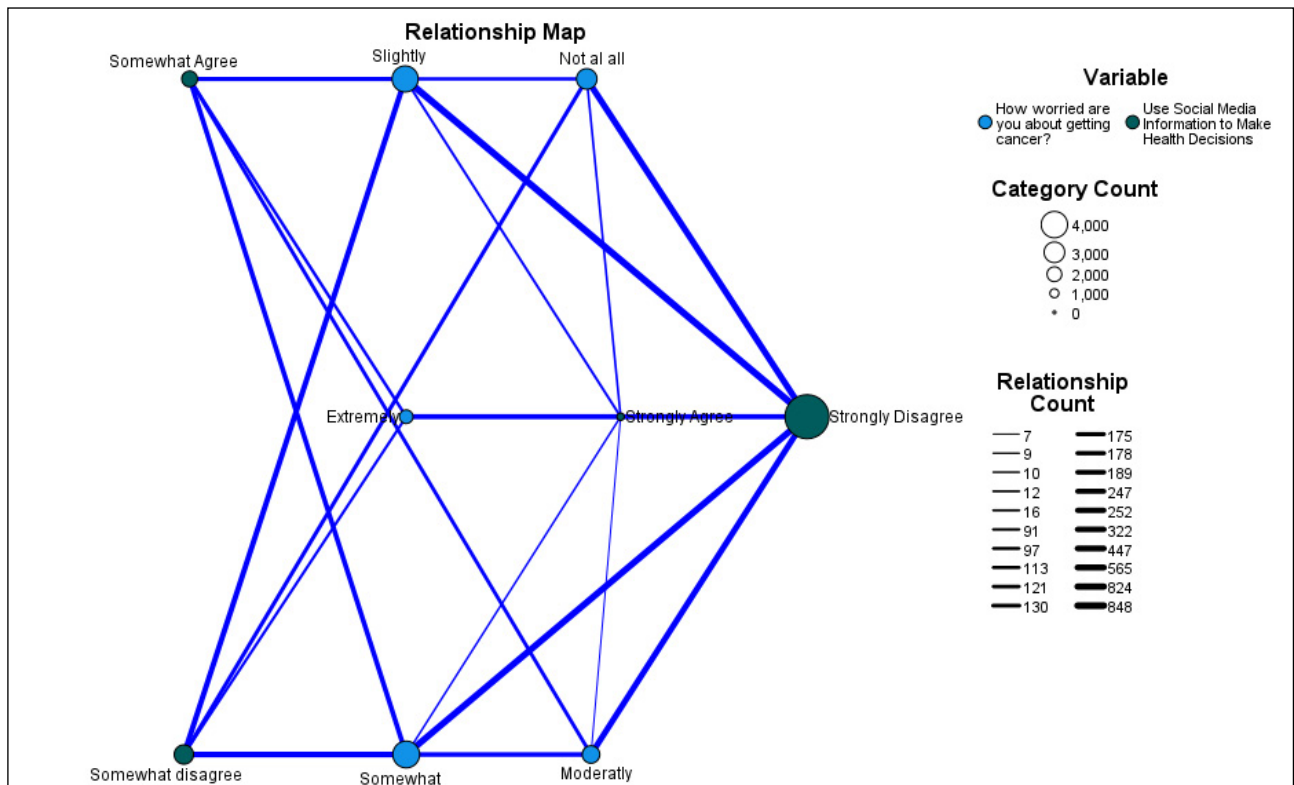 Relationship Map
Somewhat Agree
Slightly
Not al all
Extremely
Strongly Agree
Strongly Disagree
Somewhat disagree
Somewhat
Moderatly
Variable
How worried are
you about getting
cancer?
Use Social Media
Information to Make
Health Decisions
Category Count
4,000
3,000
2,000
1,000
0
Relationship
Count
7
9
10
12
16
91
97
113
121
130
175
178
189
247
252
322
447
565
824
848